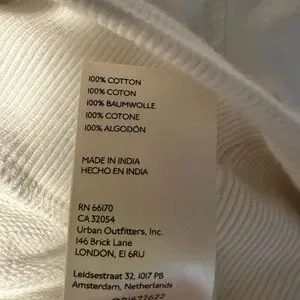 100% COTTON
100% COTON
100% BAUMWOLLE
100% COTONE
100% ALGODÓN
MADE IN INDIA
HECHO EN INDIA
RN 66170
CA 32054
Urban Outfitters, Inc.
146 Brick Lane
LONDON, E1 6RU
Leidsestraat 32, 1017 PB
Amsterdam, Netherlands